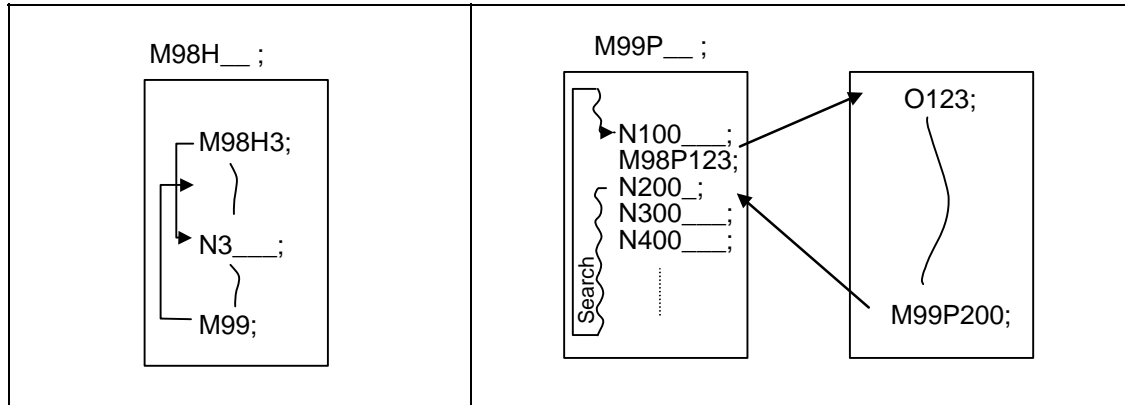 M98H__ ;
M98H3;
N3___;
M99;
M99P__ ;
N100___;
M98P123;
N200_;
N300___;
N400___;
Search
O123;
M99P200;